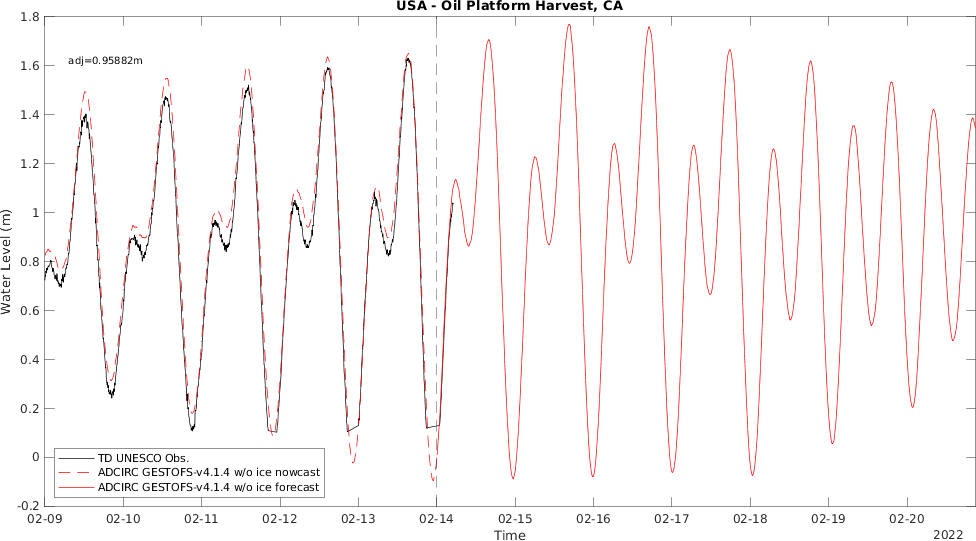 USA - Oil Platform Harvest, CA
adj=0.95882m
Water Level (m)
1.8
1.6
1.4
1.2
1
0.8
0.6
0.4
0.2
0
-0.2
TD UNESCO Obs.
ADCIRC GESTOFS-v4.1.4 w/o ice nowcast
ADCIRC GESTOFS-v4.1.4 w/o ice forecast
02-09 02-10 02-11 02-12 02-13 02-14 02-15 02-16 02-17 02-18 02-19 02-20
Time
2022